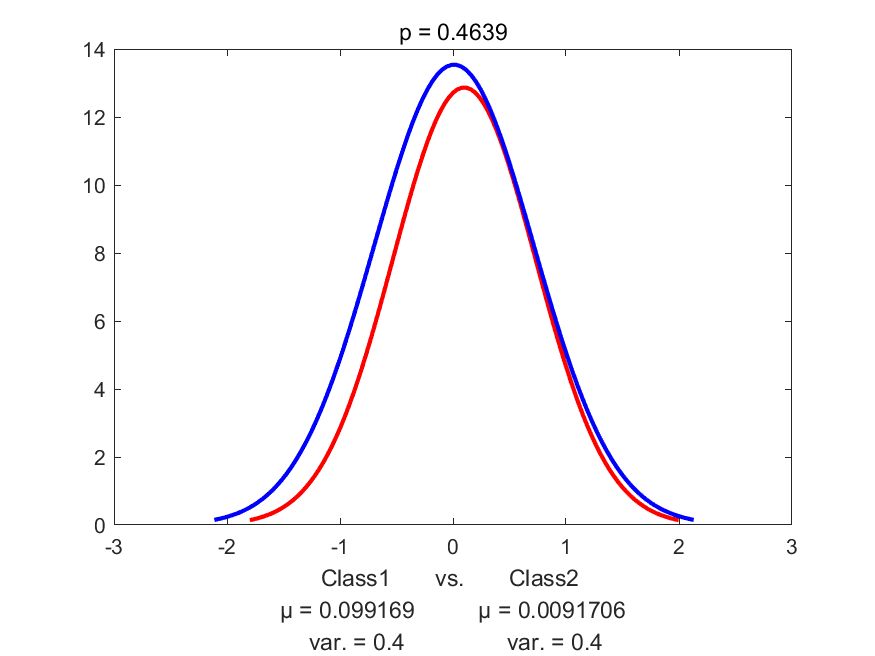 p = 0.4639
14
12
10
8
6
4
2
0
-3 -2 -1 0 1 2 3
Class1 vs. Class2
μ = 0.099169 μ = 0.0091706
var. = 0.4 var. = 0.4